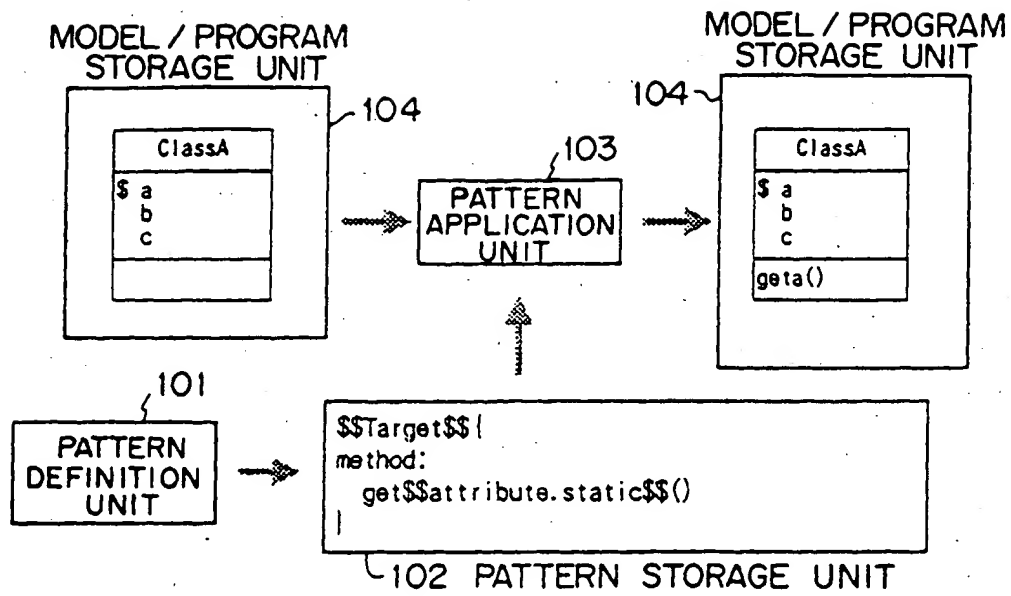 MODEL / PROGRAM
STORAGE UNIT
104
ClassA
$ a
b
c
103
PATTERN
APPLICATION
UNIT
MODEL / PROGRAM
STORAGE UNIT
104
ClassA
$ a
b
c
geta()
101
PATTERN
DEFINITION
UNIT
$$Target$${
method:
get$$attribute.static$$()
}
102 PATTERN STORAGE UNIT